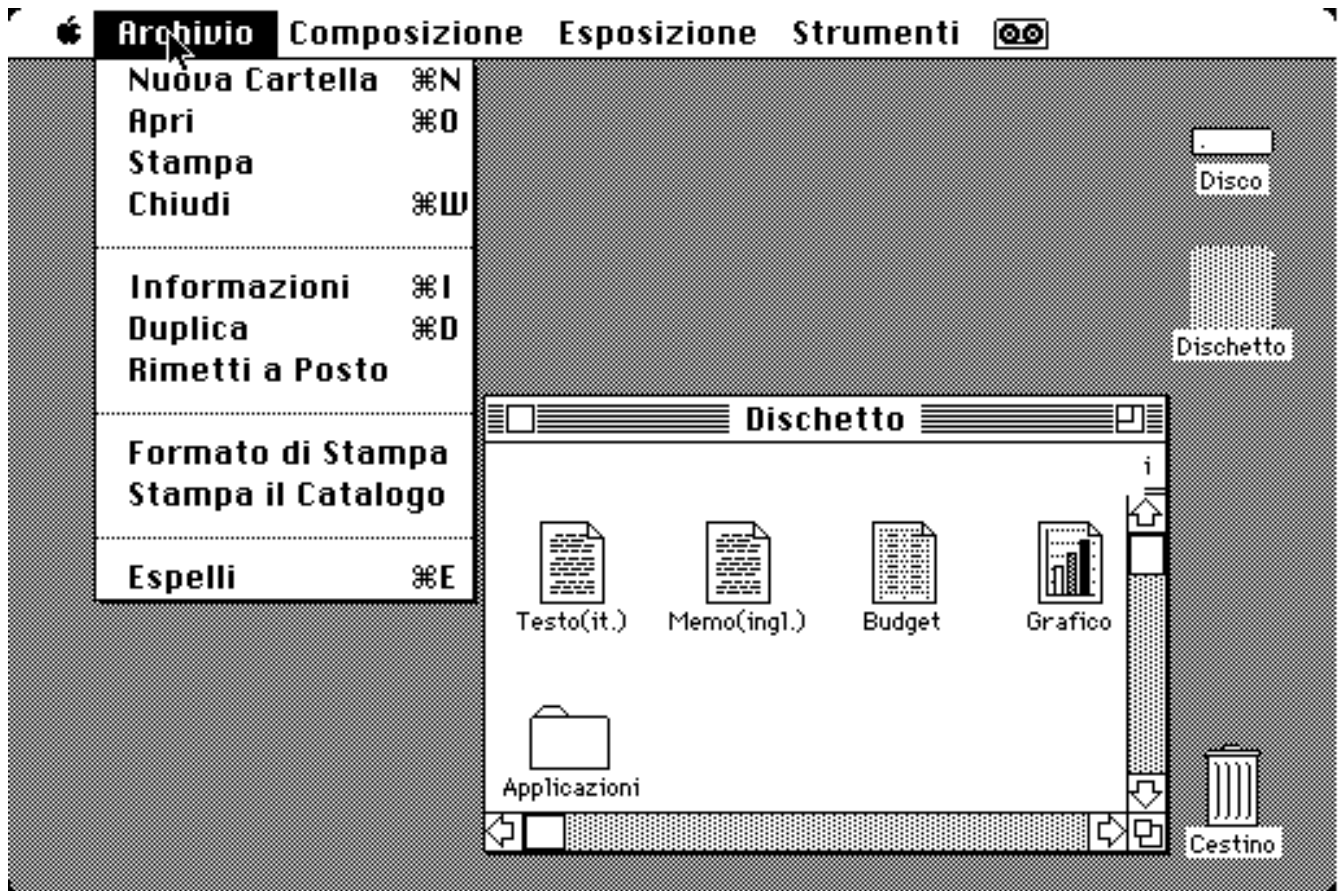 Archivio Composizione Esposizione Strumenti
Nuova Cartella ⌘N
Apri ⌘O
Stampa
Chiudi ⌘W
Informazioni ⌘I
Duplica ⌘D
Rimetti a Posto
Formato di Stampa
Stampa il Catalogo
Espelli ⌘E
Disco
Dischetto
Dischetto
i
Testo(it.) Memo(ingl.) Budget Grafico
Applicazioni
Cestino